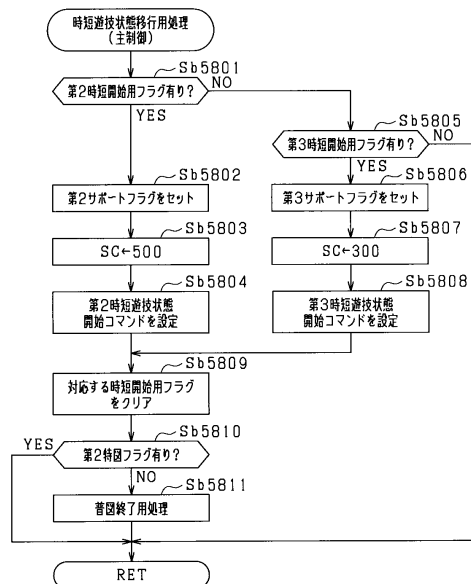 時短遊技状態移行用処理
(主制御)
Sb5801
第2時短開始用フラグ有り?
NO
YES
Sb5805
第3時短開始用フラグ有り?
NO
YES
Sb5802
第2サポートフラグをセット
Sb5806
第3サポートフラグをセット
Sb5803
SC←500
Sb5807
SC←300
Sb5804
第2時短遊技状態
開始コマンドを設定
Sb5808
第3時短遊技状態
開始コマンドを設定
Sb5809
対応する時短開始用フラグ
をクリア
Sb5810
YES
第2特図フラグ有り?
NO
Sb5811
普図終了用処理
RET